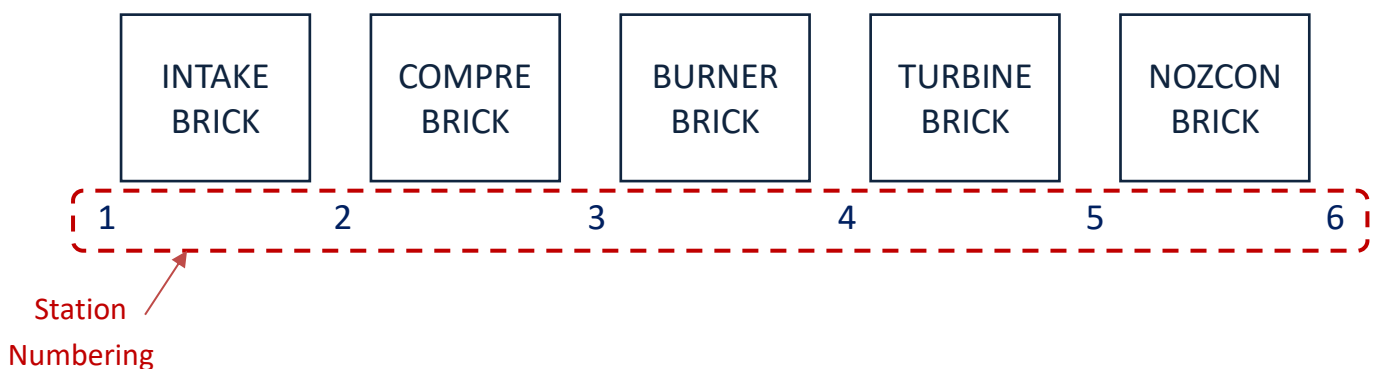 INTAKE
BRICK
COMPRE
BRICK
BURNER
BRICK
TURBINE
BRICK
NOZCON
BRICK
1 2 3 4 5 6
Station
Numbering